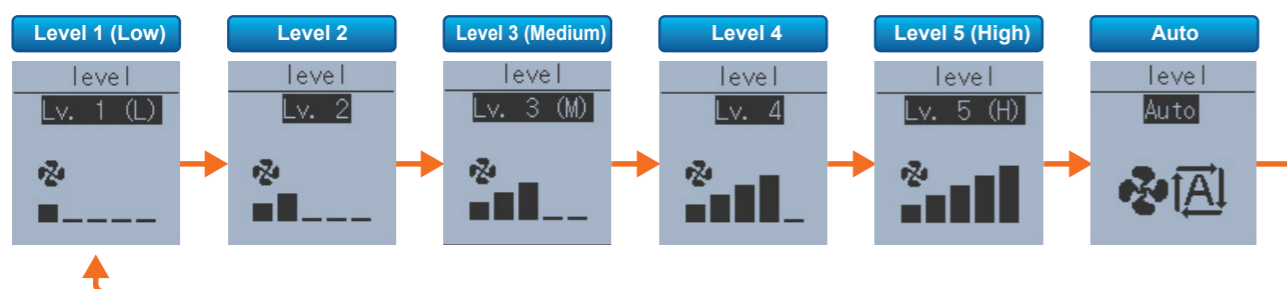 Level 1 (Low)
Level 2
Level 3 (Medium)
Level 4
Level 5 (High)
Auto
level
level
level
level
level
level
Lv. 1 (L)
Lv. 2
Lv. 3 (M)
Lv. 4
Lv. 5 (H)
Auto
A